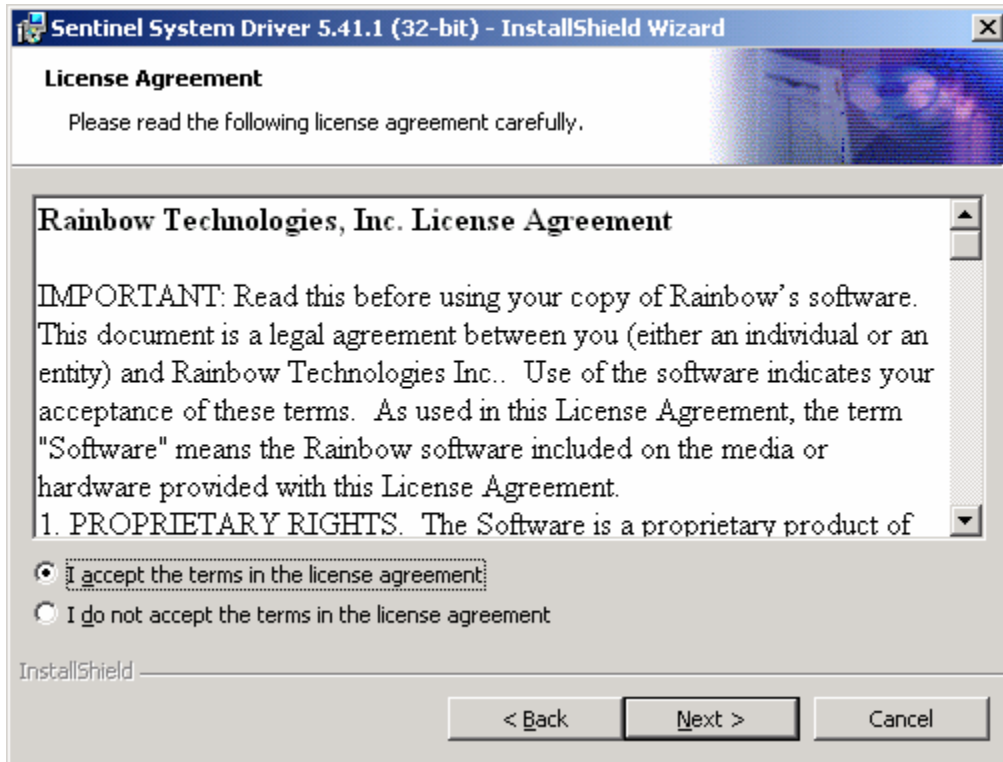 Sentinel System Driver 5.41.1 (32-bit) - InstallShield Wizard
License Agreement
Please read the following license agreement carefully.
Rainbow Technologies, Inc. License Agreement
IMPORTANT: Read this before using your copy of Rainbow's software.
This document is a legal agreement between you (either an individual or an
entity) and Rainbow Technologies Inc.. Use of the software indicates your
acceptance of these terms. As used in this License Agreement, the term
"Software" means the Rainbow software included on the media or
hardware provided with this License Agreement.
1. PROPRIETARY RIGHTS. The Software is a proprietary product of
I accept the terms in the license agreement
I do not accept the terms in the license agreement
InstallShield
< Back Next > Cancel